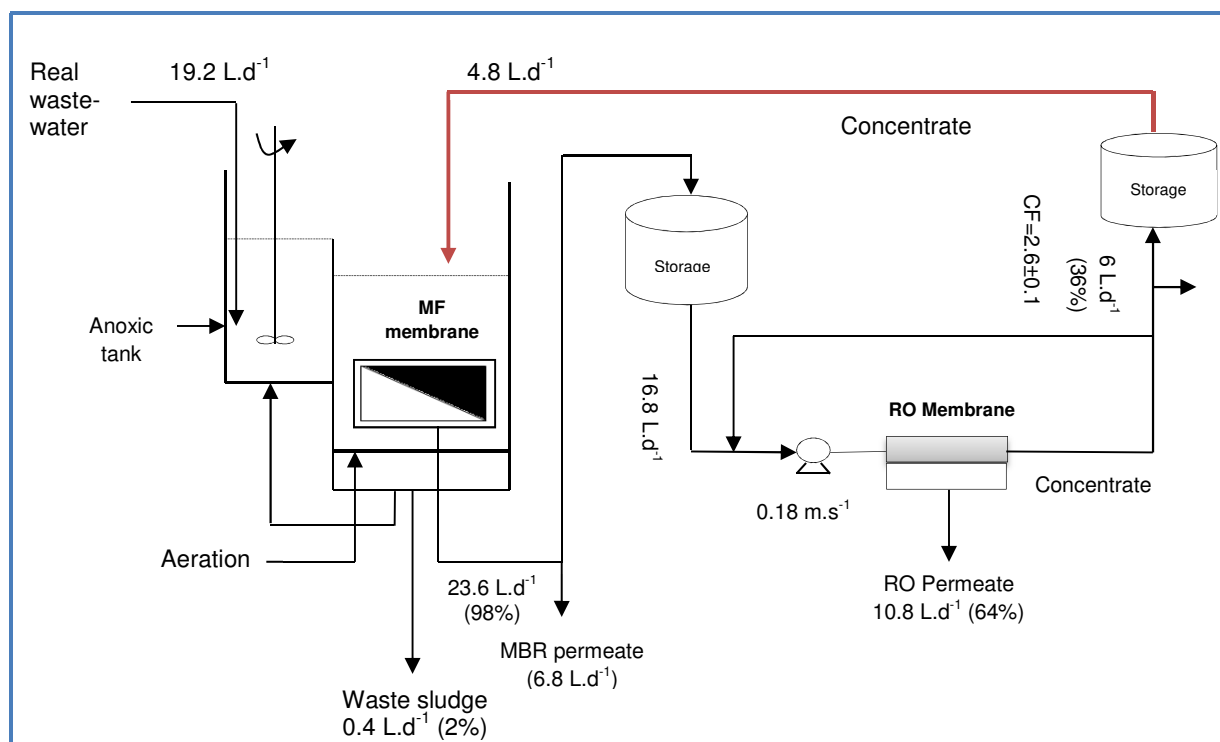 Real
waste-
water
19.2 L.d⁻¹
4.8 L.d⁻¹
Concentrate
Storage
Storage
CF=2.6±0.1
6 L.d⁻¹
(36%)
MF
membrane
Anoxic
tank
16.8 L.d⁻¹
RO Membrane
Concentrate
0.18 m.s⁻¹
Aeration
23.6 L.d⁻¹
(98%)
RO Permeate
10.8 L.d⁻¹ (64%)
MBR permeate
(6.8 L.d⁻¹)
Waste sludge
0.4 L.d⁻¹ (2%)